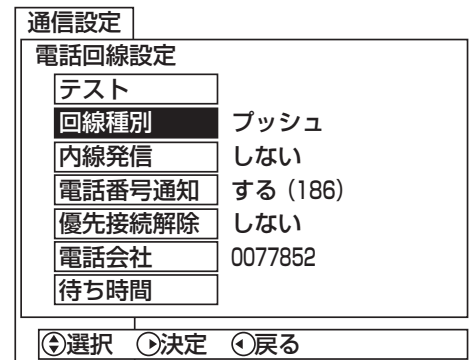 通信設定
電話回線設定
テスト
回線種別 プッシュ
内線発信 しない
電話番号通知 する（186）
優先接続解除 しない
電話会社 0077852
待ち時間
選択 決定 戻る